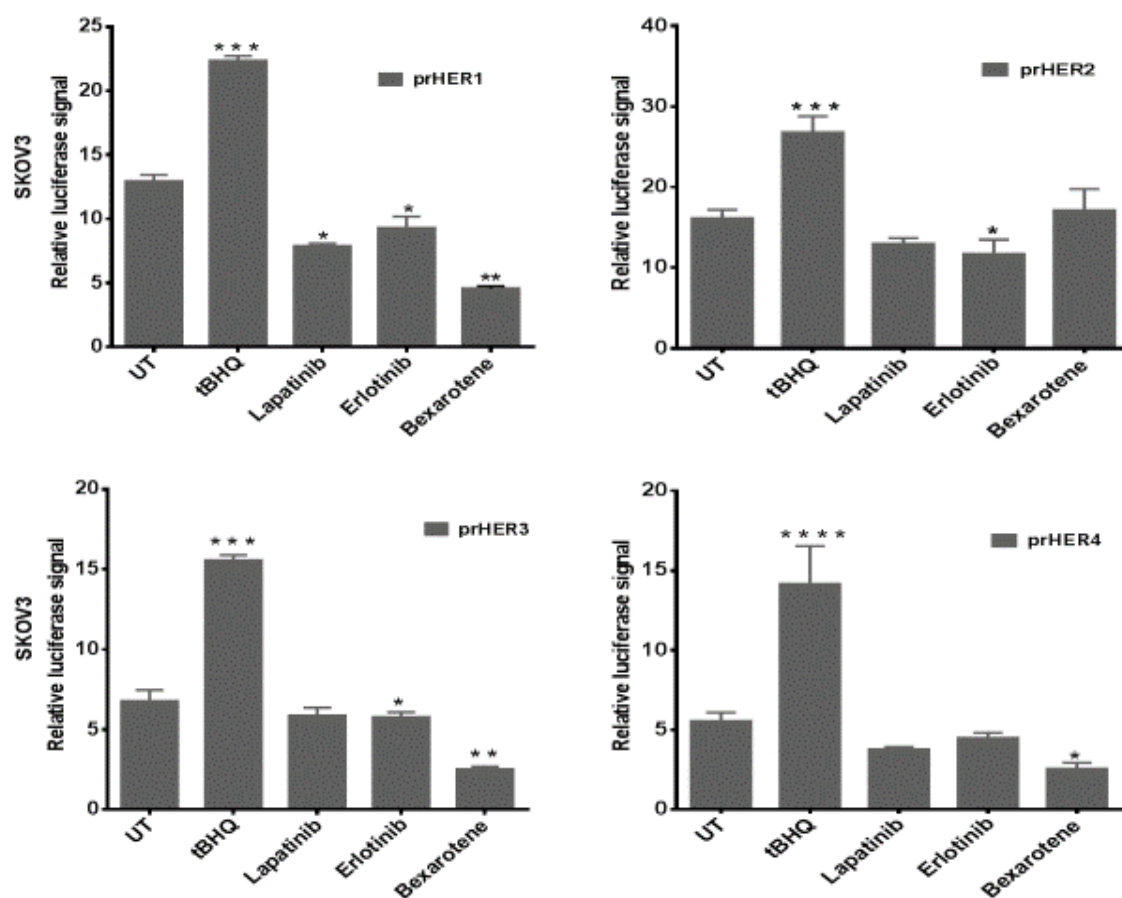 SKOV3
Relative luciferase signal
25
20
15
10
5
0
***
*
*
**
prHER1
UT
tBHQ
Lapatinib
Erlotinib
Bexarotene
Relative luciferase signal
40
30
20
10
0
***
*
prHER2
UT
tBHQ
Lapatinib
Erlotinib
Bexarotene
SKOV3
Relative luciferase signal
20
15
10
5
0
***
*
**
prHER3
UT
tBHQ
Lapatinib
Erlotinib
Bexarotene
Relative luciferase signal
20
15
10
5
0
****
*
prHER4
UT
tBHQ
Lapatinib
Erlotinib
Bexarotene